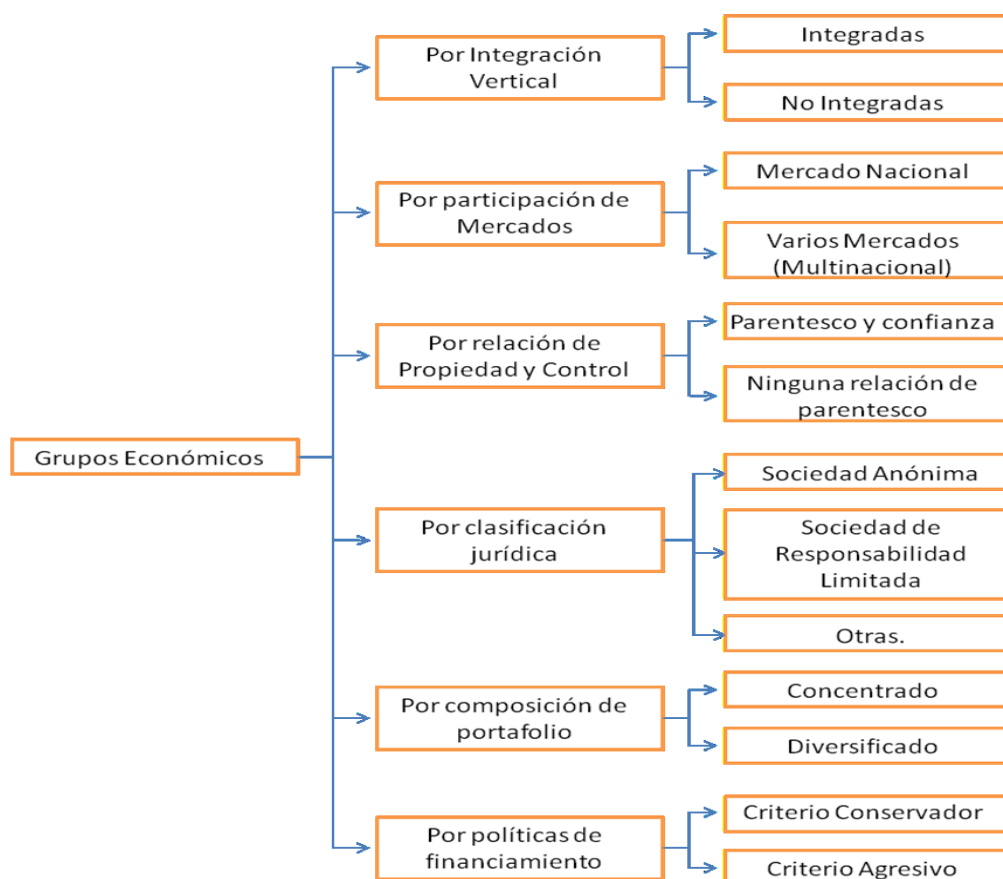 Grupos Económicos
Por Integración
Vertical
Integradas
No Integradas
Por participación de
Mercados
Mercado Nacional
Varios Mercados
(Multinacional)
Por relación de
Propiedad y Control
Parentesco y confianza
Ninguna relación de
parentesco
Por clasificación
jurídica
Sociedad Anónima
Sociedad de
Responsabilidad
Limitada
Otras.
Por composición de
portafolio
Concentrado
Diversificado
Por políticas de
financiamiento
Criterio Conservador
Criterio Agresivo